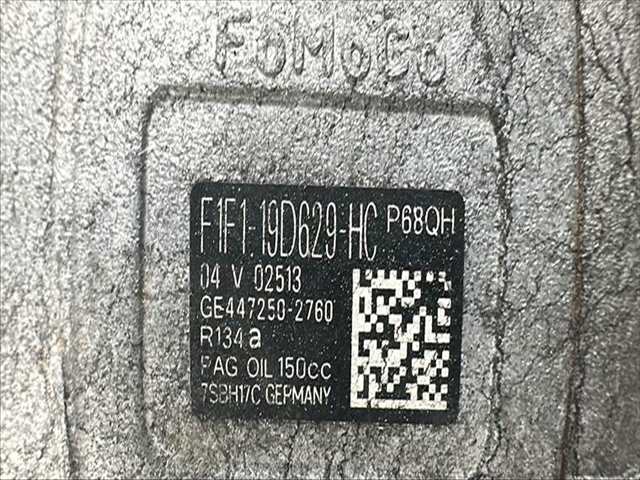 FoMoCo
F1F1-19D629-HC P68QH
04 V 02513
GE447250-2760
R134a
PAG OIL 150cc
7SBH17C GERMANY